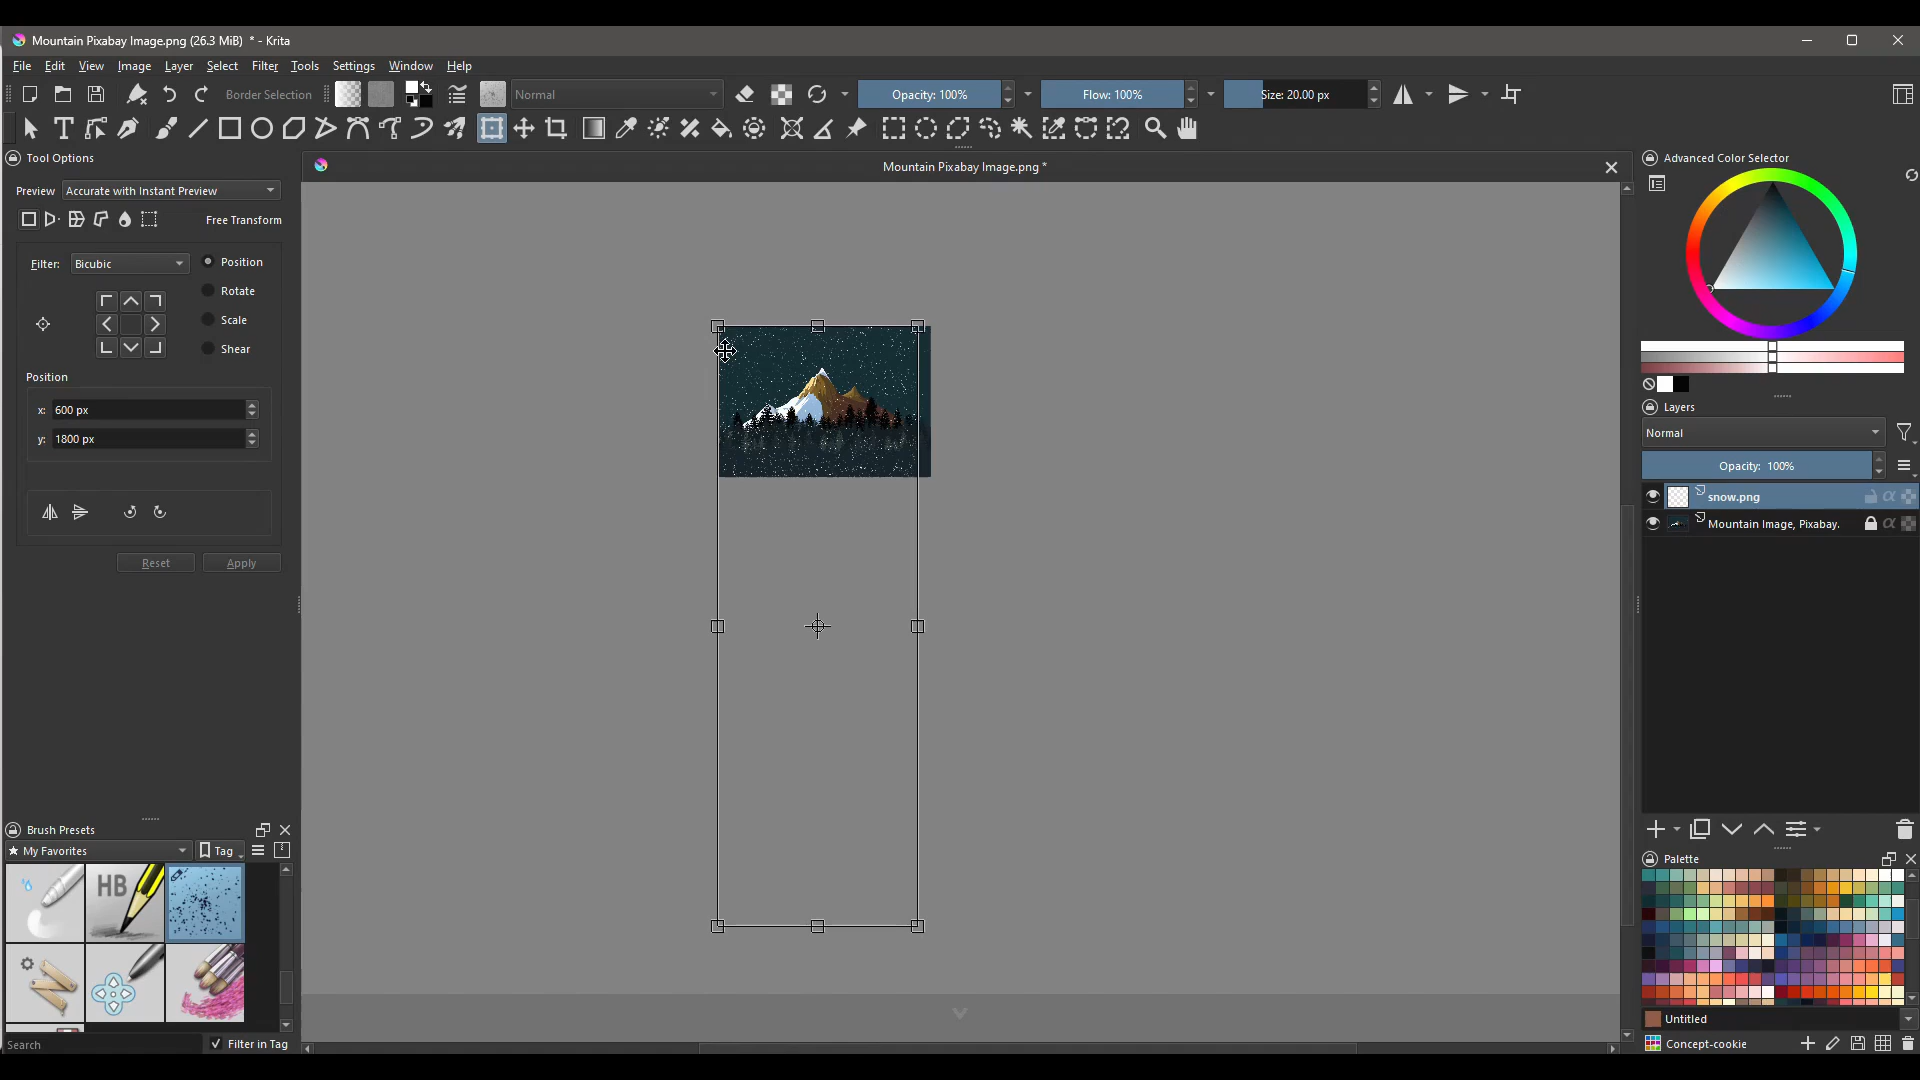 Mountain Pixabay Image.png (26.3 MiB) * - Krita
File Edit View Image Layer Select Filter Tools Settings Window Help
Border Selection Normal Opacity: 100% Flow: 100% Size: 20.00 px
Tool Options
Mountain Pixabay Image.png *
Advanced Color Selector
Preview Accurate with Instant Preview
Free Transform
Filter: Bicubic Position
Rotate
Scale
Shear
Position
x: 600 px
y: 1800 px
Reset Apply
Layers
Normal
Opacity: 100%
snow.png
Mountain Image, Pixabay.
Brush Presets
My Favorites Tag
HB
Search Filter in Tag
Palette
Untitled
Concept-cookie